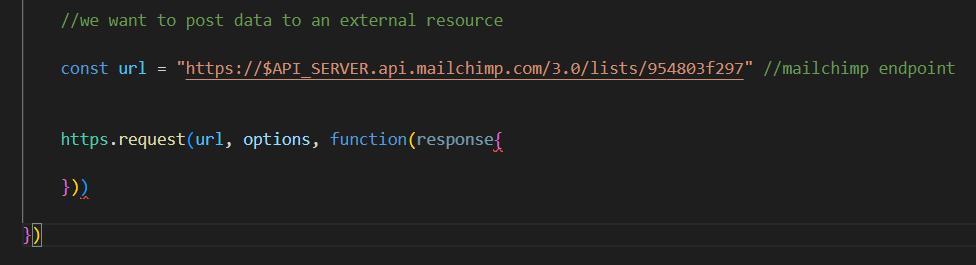 //we want to post data to an external resource
const url = "https://$API_SERVER.api.mailchimp.com/3.0/lists/954803f297" //mailchimp endpoint
https.request(url, options, function(response{
}))
})